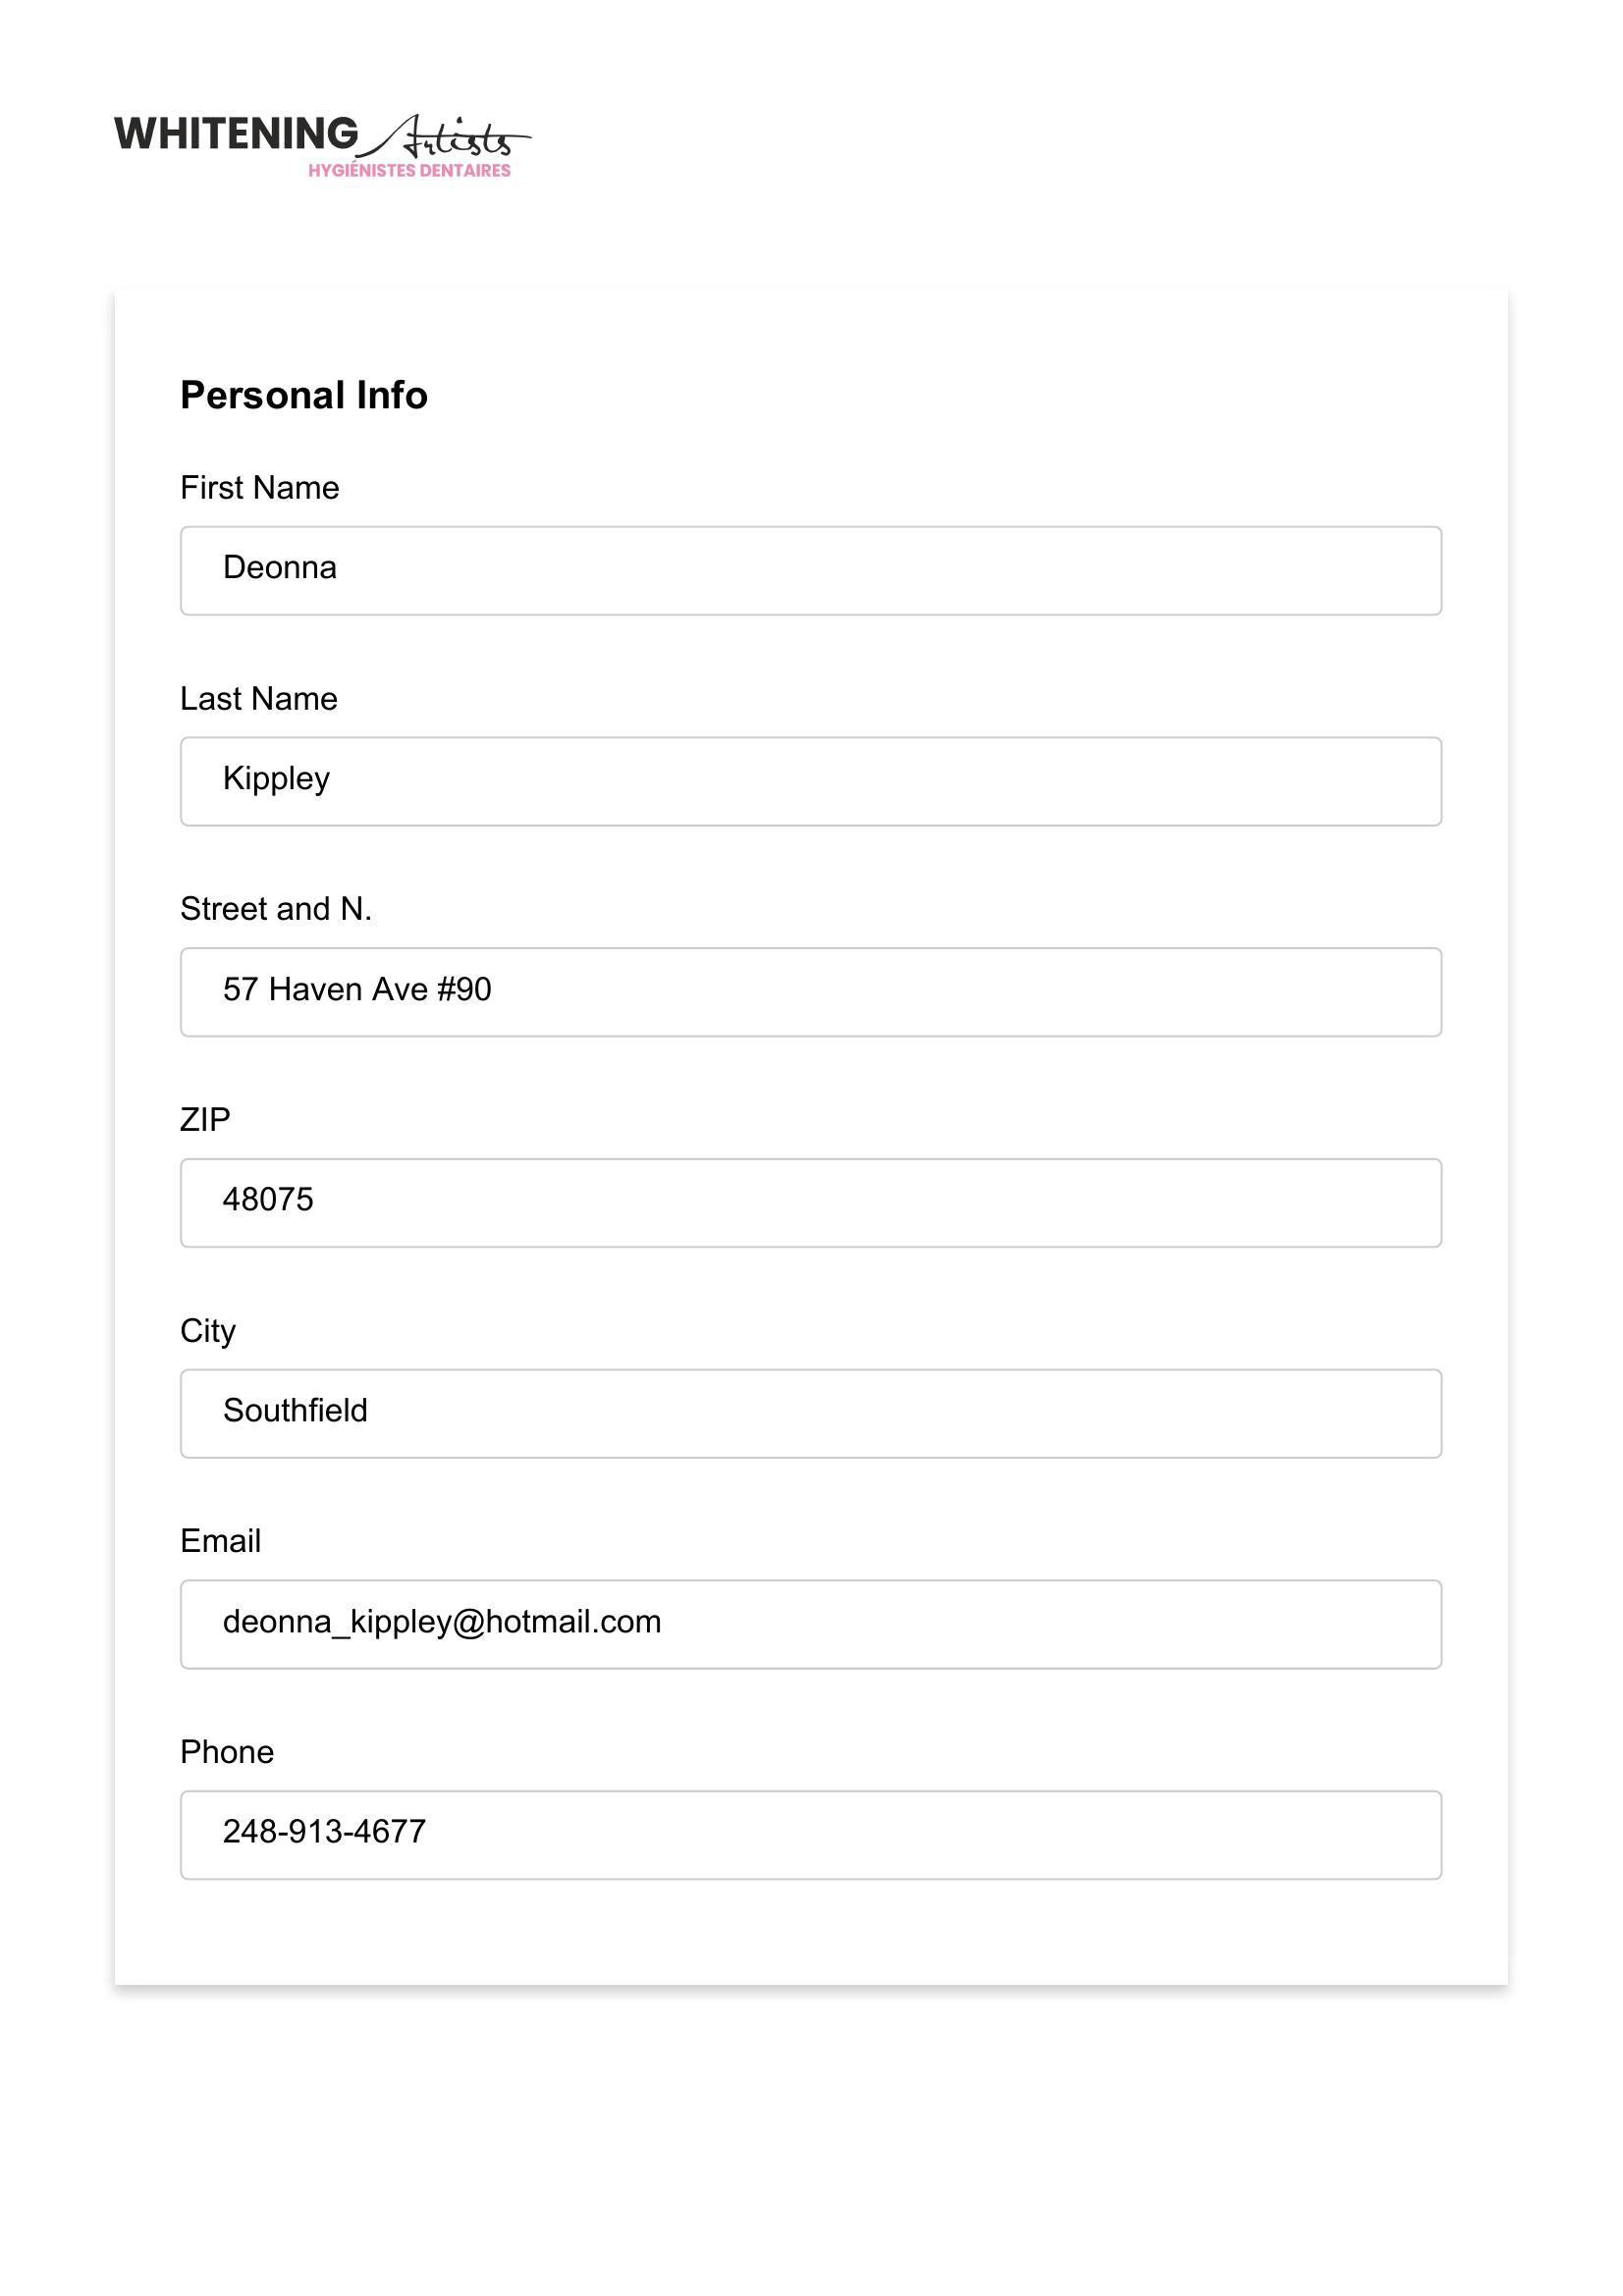 WHITENING Artists
HYGIÉNISTES DENTAIRES
Personal Info
First Name
Deonna
Last Name
Kippley
Street and N.
57 Haven Ave #90
ZIP
48075
City
Southfield
Email
deonna_kippley@hotmail.com
Phone
248-913-4677